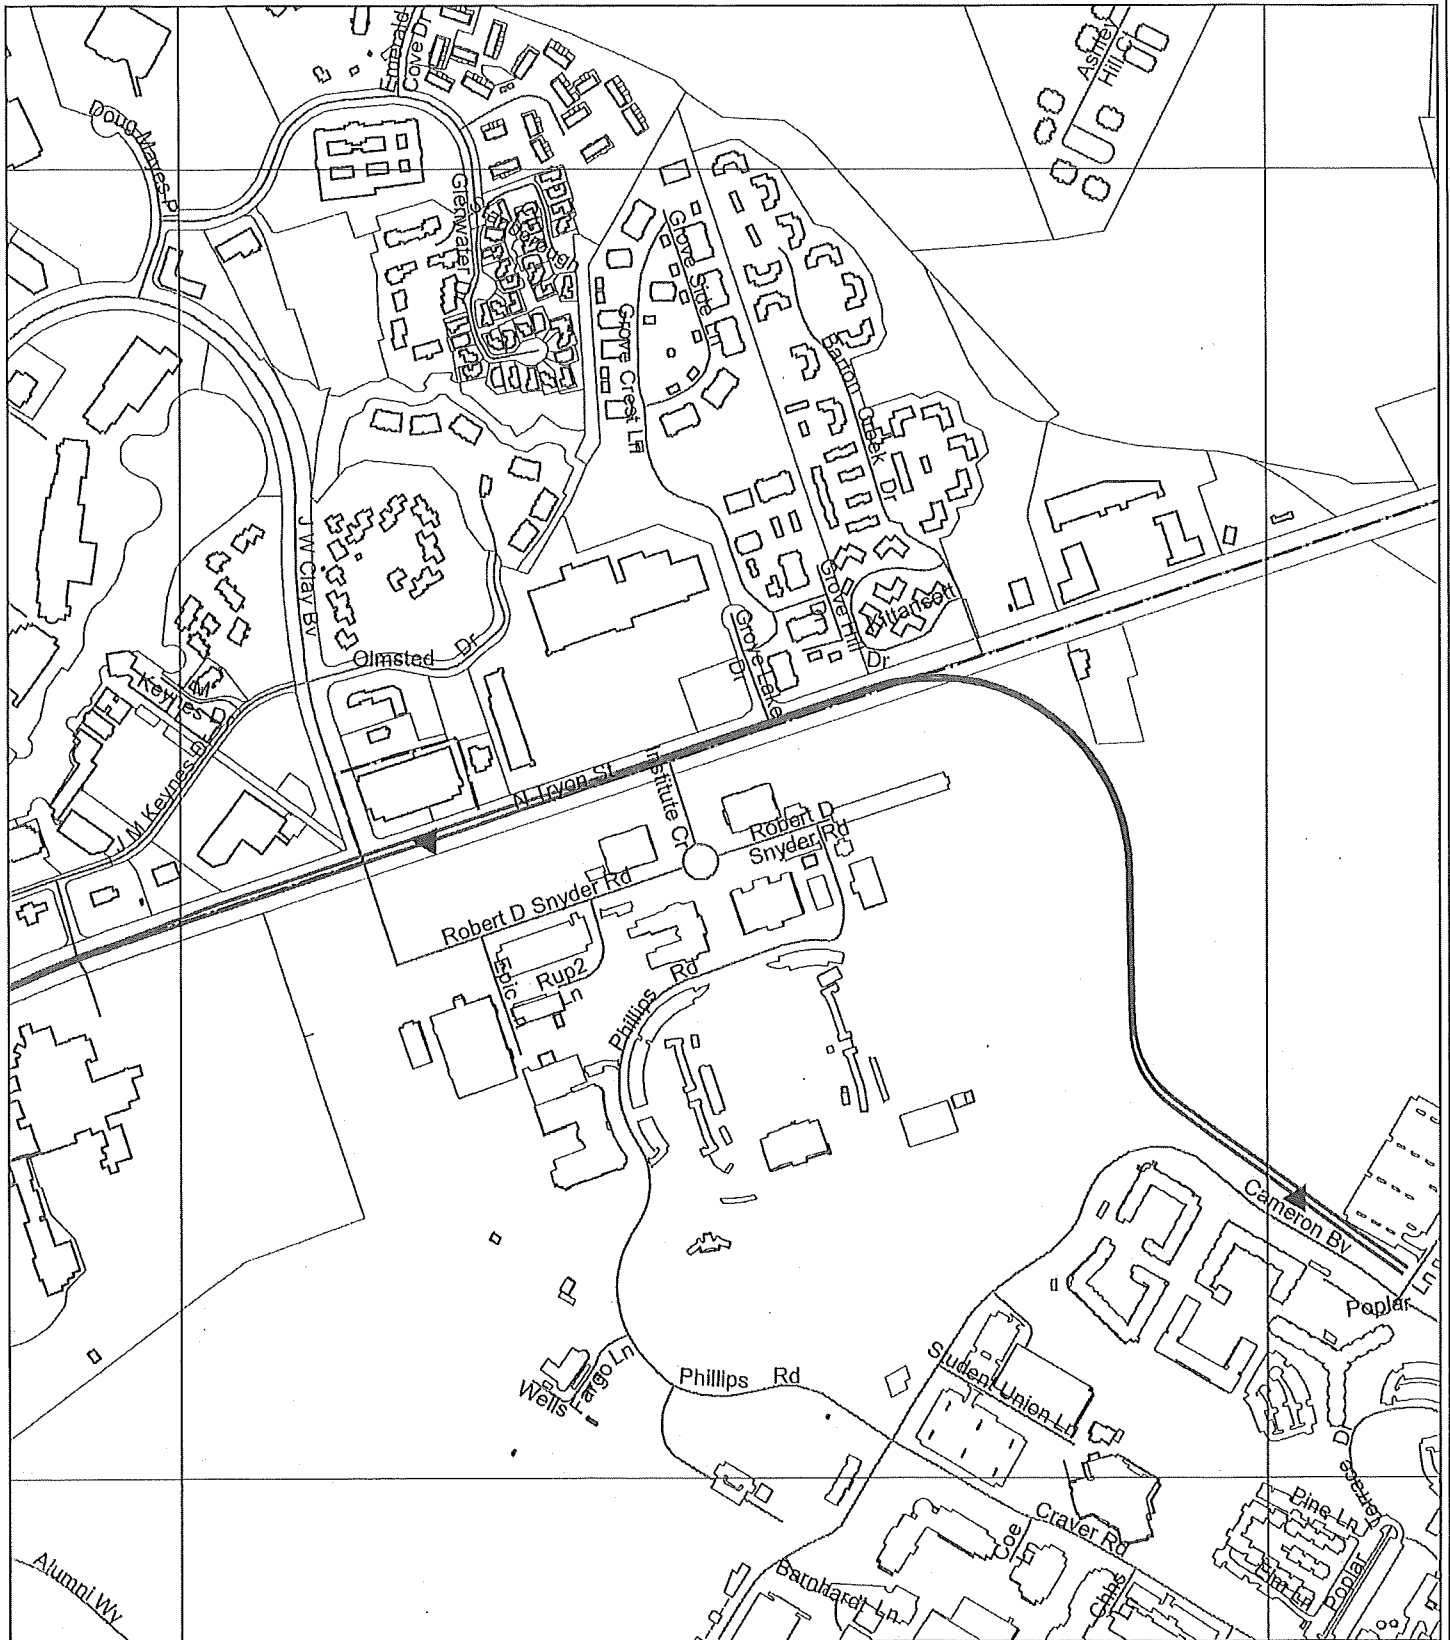 Emerald
Cove Dr
Ashley
Hill Ct
Doug Mayes Pl
Glenwater
Grove Side Ln
Grove Crest Ln
Barton Creek Dr
J W Clay Bv
Olmsted Dr
Grove Hill
Dr
Grove Lake
Dr
J M
Keynes Dr
J M Keynes Dr
N Tryon St
Institute Cr
Robert D
Snyder Rd
Robert D Snyder Rd
Epic
Rup2
Ln
Phillips Rd
Cameron Bv
Poplar
Wells
Fargo Ln
Phillips Rd
Student Union Ln
Terrace Dr
Pine Ln
Craver Rd
Coe
Elm Ln
Poplar
Barnhardt Ln
Chhs
Alumni Wy